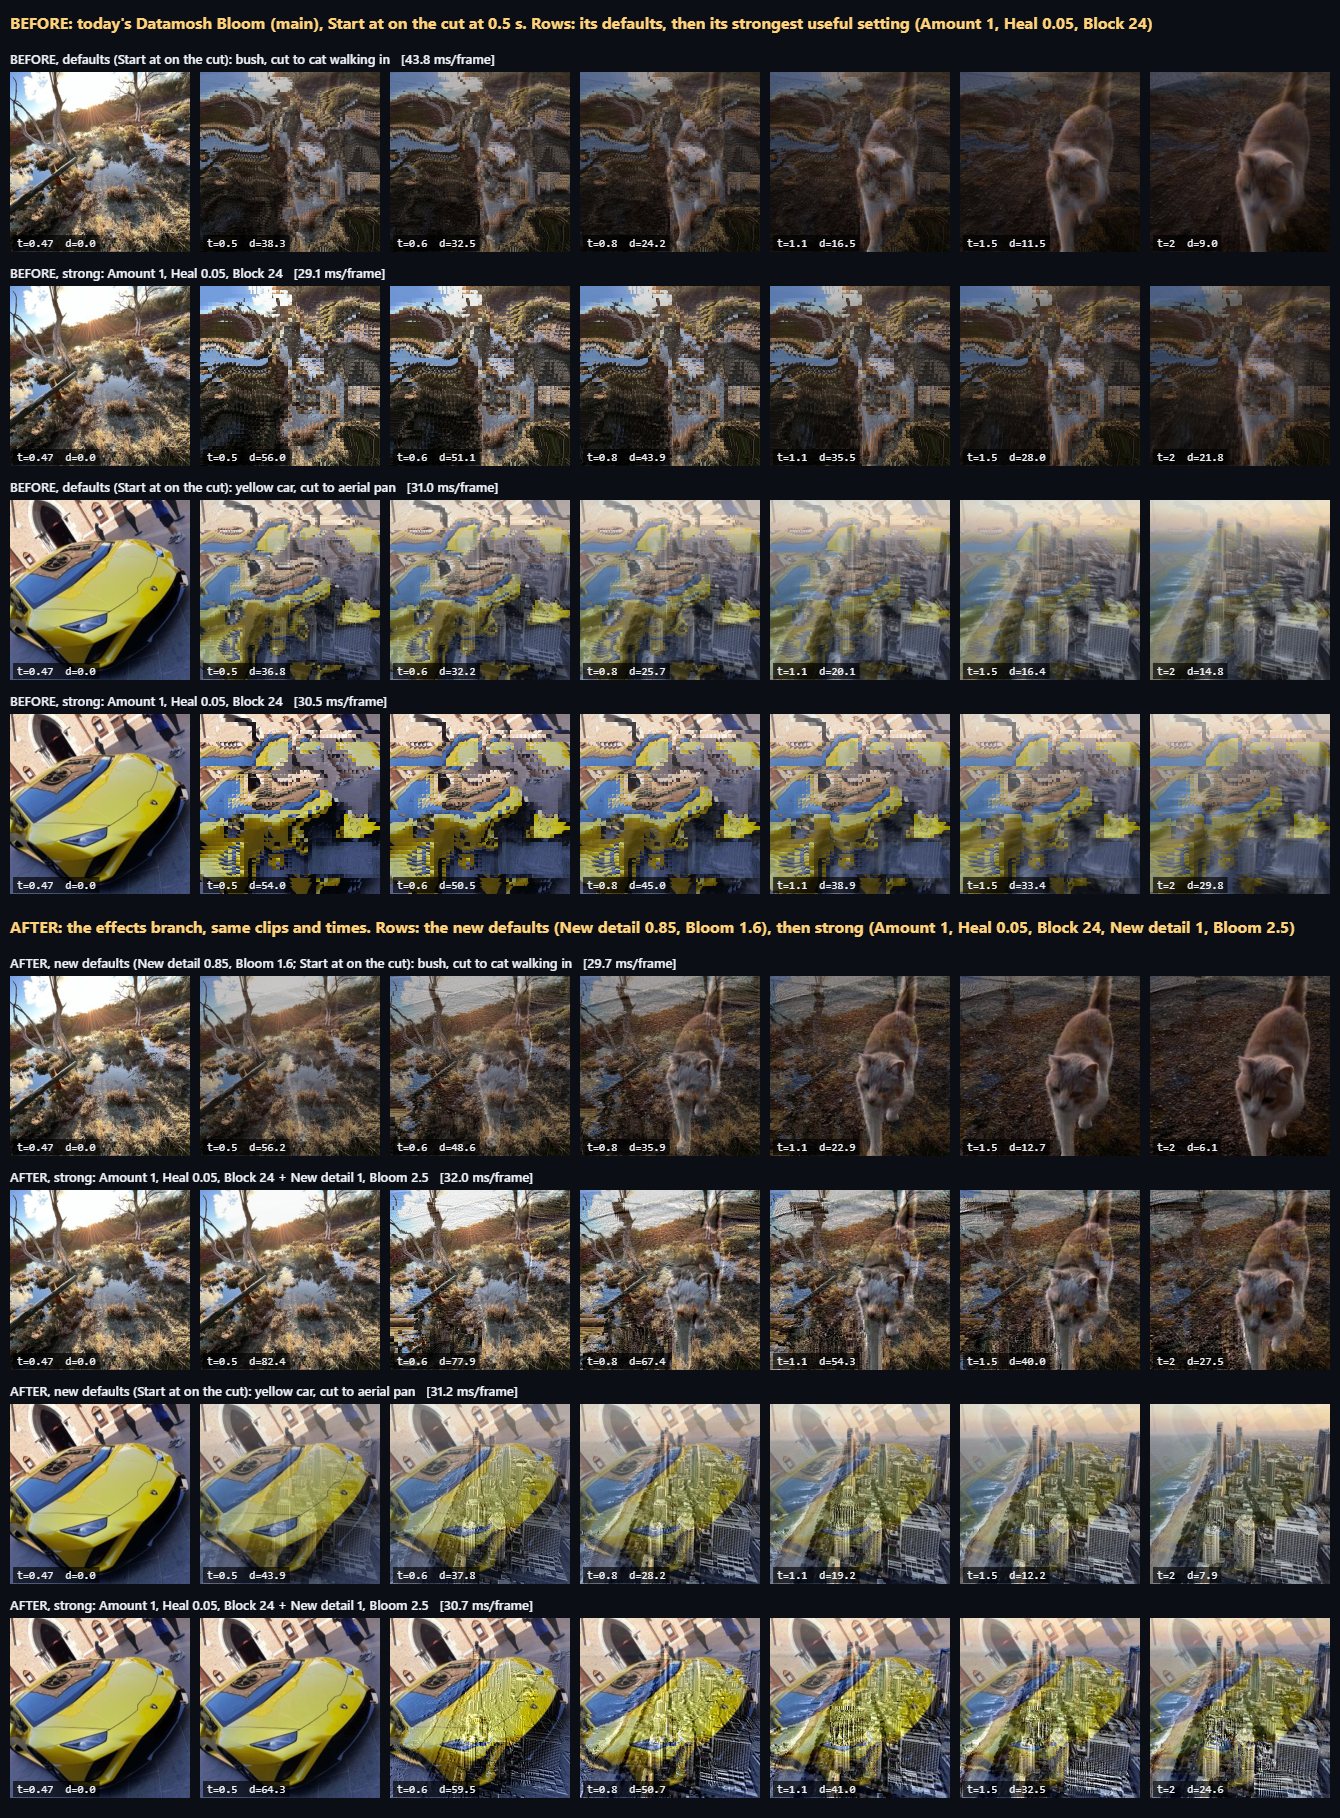 BEFORE: today's Datamosh Bloom (main), Start at on the cut at 0.5 s. Rows: its defaults, then its strongest useful setting (Amount 1, Heal 0.05, Block 24)
BEFORE, defaults (Start at on the cut): bush, cut to cat walking in [43.8 ms/frame]
t=0.47 d=0.0 t=0.5 d=38.3 t=0.6 d=32.5 t=0.8 d=24.2 t=1.1 d=16.5 t=1.5 d=11.5 t=2 d=9.0
BEFORE, strong: Amount 1, Heal 0.05, Block 24 [29.1 ms/frame]
t=0.47 d=0.0 t=0.5 d=56.0 t=0.6 d=51.1 t=0.8 d=43.9 t=1.1 d=35.5 t=1.5 d=28.0 t=2 d=21.8
BEFORE, defaults (Start at on the cut): yellow car, cut to aerial pan [31.0 ms/frame]
t=0.47 d=0.0 t=0.5 d=36.8 t=0.6 d=32.2 t=0.8 d=25.7 t=1.1 d=20.1 t=1.5 d=16.4 t=2 d=14.8
BEFORE, strong: Amount 1, Heal 0.05, Block 24 [30.5 ms/frame]
t=0.47 d=0.0 t=0.5 d=54.0 t=0.6 d=50.5 t=0.8 d=45.0 t=1.1 d=38.9 t=1.5 d=33.4 t=2 d=29.8
AFTER: the effects branch, same clips and times. Rows: the new defaults (New detail 0.85, Bloom 1.6), then strong (Amount 1, Heal 0.05, Block 24, New detail 1, Bloom 2.5)
AFTER, new defaults (New detail 0.85, Bloom 1.6; Start at on the cut): bush, cut to cat walking in [29.7 ms/frame]
t=0.47 d=0.0 t=0.5 d=56.2 t=0.6 d=48.6 t=0.8 d=35.9 t=1.1 d=22.9 t=1.5 d=12.7 t=2 d=6.1
AFTER, strong: Amount 1, Heal 0.05, Block 24 + New detail 1, Bloom 2.5 [32.0 ms/frame]
t=0.47 d=0.0 t=0.5 d=82.4 t=0.6 d=77.9 t=0.8 d=67.4 t=1.1 d=54.3 t=1.5 d=40.0 t=2 d=27.5
AFTER, new defaults (Start at on the cut): yellow car, cut to aerial pan [31.2 ms/frame]
t=0.47 d=0.0 t=0.5 d=43.9 t=0.6 d=37.8 t=0.8 d=28.2 t=1.1 d=19.2 t=1.5 d=12.2 t=2 d=7.9
AFTER, strong: Amount 1, Heal 0.05, Block 24 + New detail 1, Bloom 2.5 [30.7 ms/frame]
t=0.47 d=0.0 t=0.5 d=64.3 t=0.6 d=59.5 t=0.8 d=50.7 t=1.1 d=41.0 t=1.5 d=32.5 t=2 d=24.6